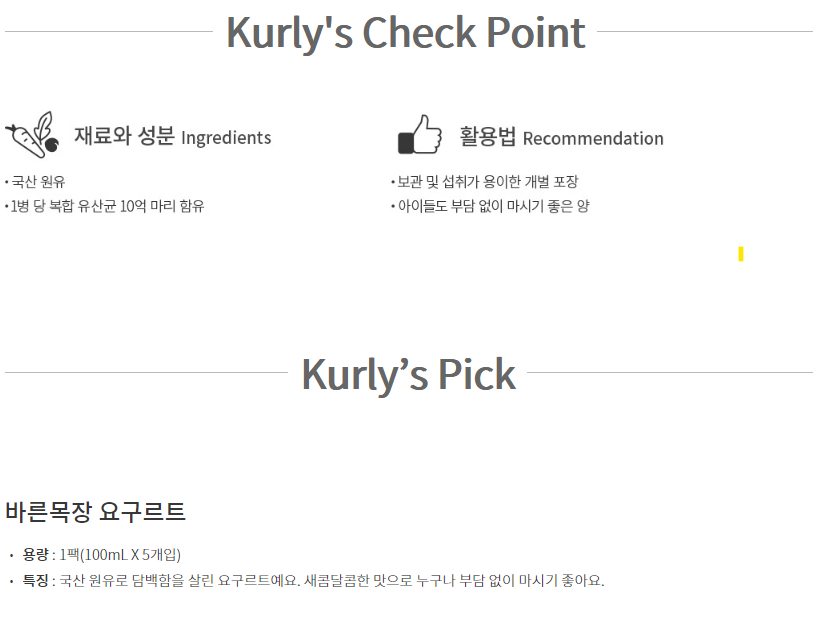 Kurly's Check Point
재료와 성분 Ingredients
• 국산 원유
• 1병 당 복합 유산균 10억 마리 함유
활용법 Recommendation
• 보관 및 섭취가 용이한 개별 포장
• 아이들도 부담 없이 마시기 좋은 양
Kurly’s Pick
바른목장 요구르트
• 용량 : 1팩(100mL X 5개입)
• 특징 : 국산 원유로 담백함을 살린 요구르트예요. 새콤달콤한 맛으로 누구나 부담 없이 마시기 좋아요.